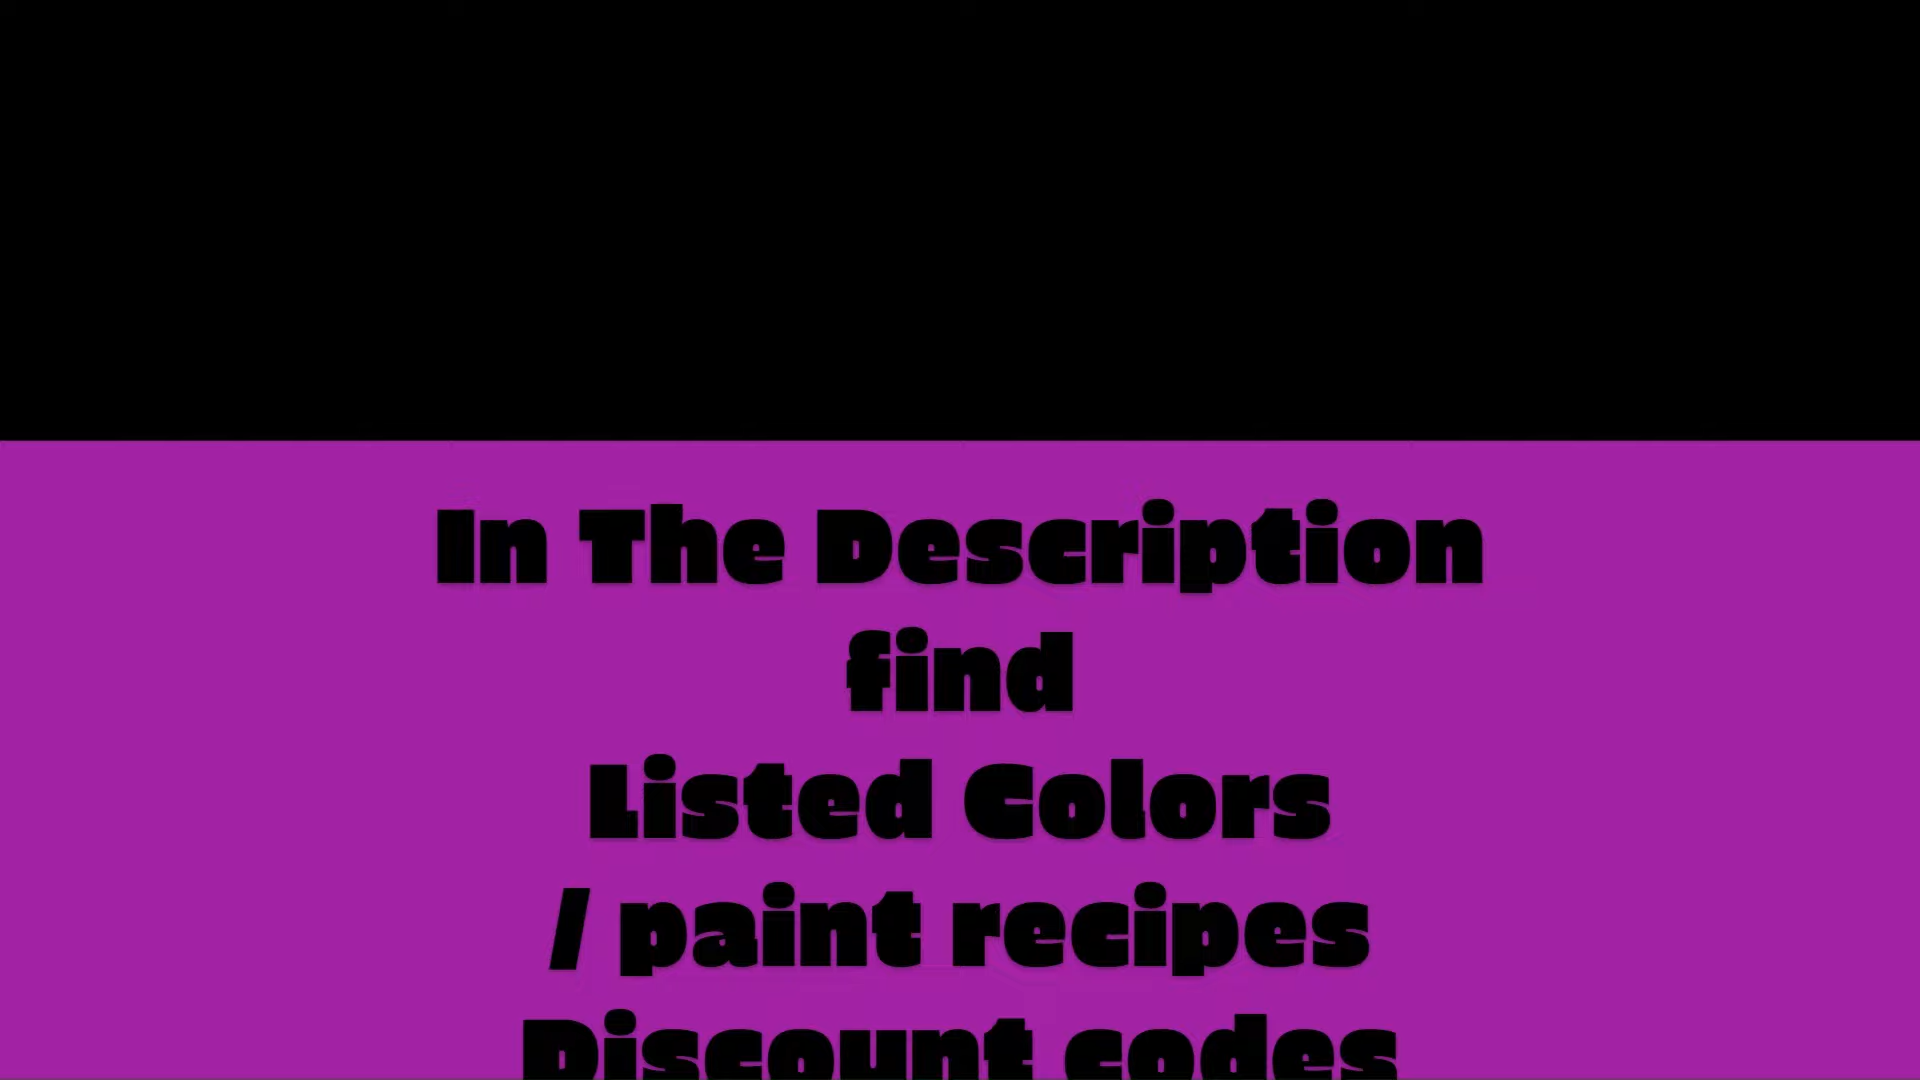 In The Description
find
Listed Colors
/ paint recipes
Discount codes